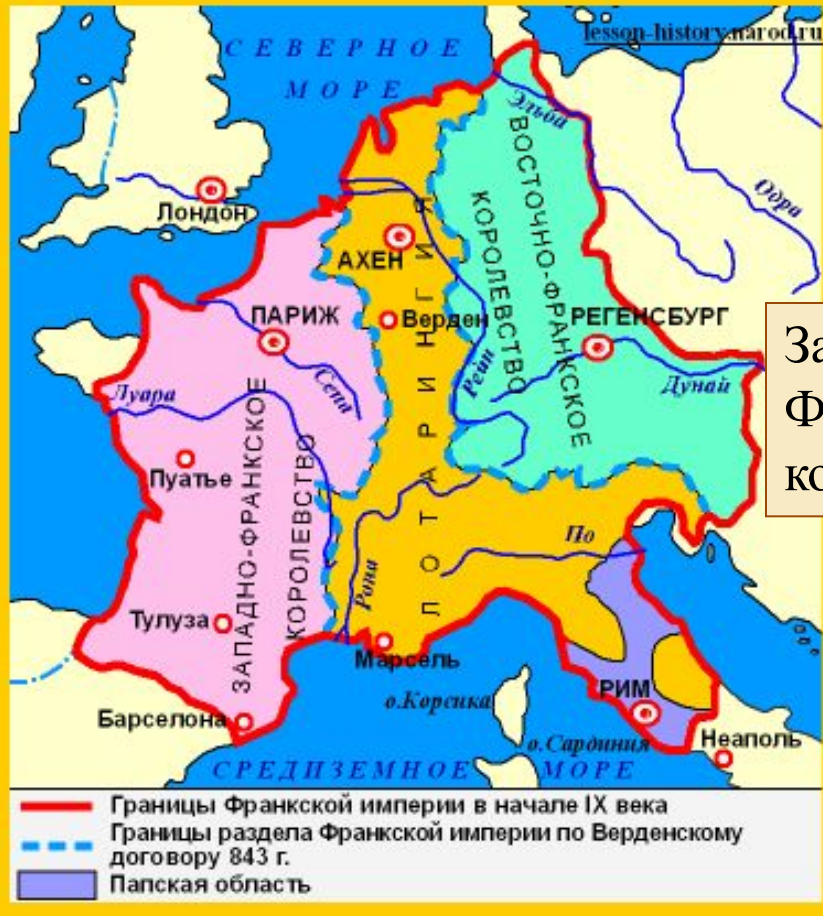 lesson-history.narod.ru
СЕВЕРНОЕ
МОРЕ
Эльба
Одра
Лондон
АХЕН
ВОСТОЧНО-ФРАНКСКОЕ
КОРОЛЕВСТВО
ПАРИЖ
Верден
РЕГЕНСБУРГ
За
Ф
ко
Луара
Сена
Рейн
Дунай
Пуатье
ЗАПАДНО-ФРАНКСКОЕ
КОРОЛЕВСТВО
ЛОТАРИНГИЯ
По
Рона
Тулуза
Марсель
Барселона
о.Корсика
РИМ
о.Сардиния
Неаполь
СРЕДИЗЕМНОЕ МОРЕ
Границы Франкской империи в начале IX века
Границы раздела Франкской империи по Верденскому
договору 843 г.
Папская область